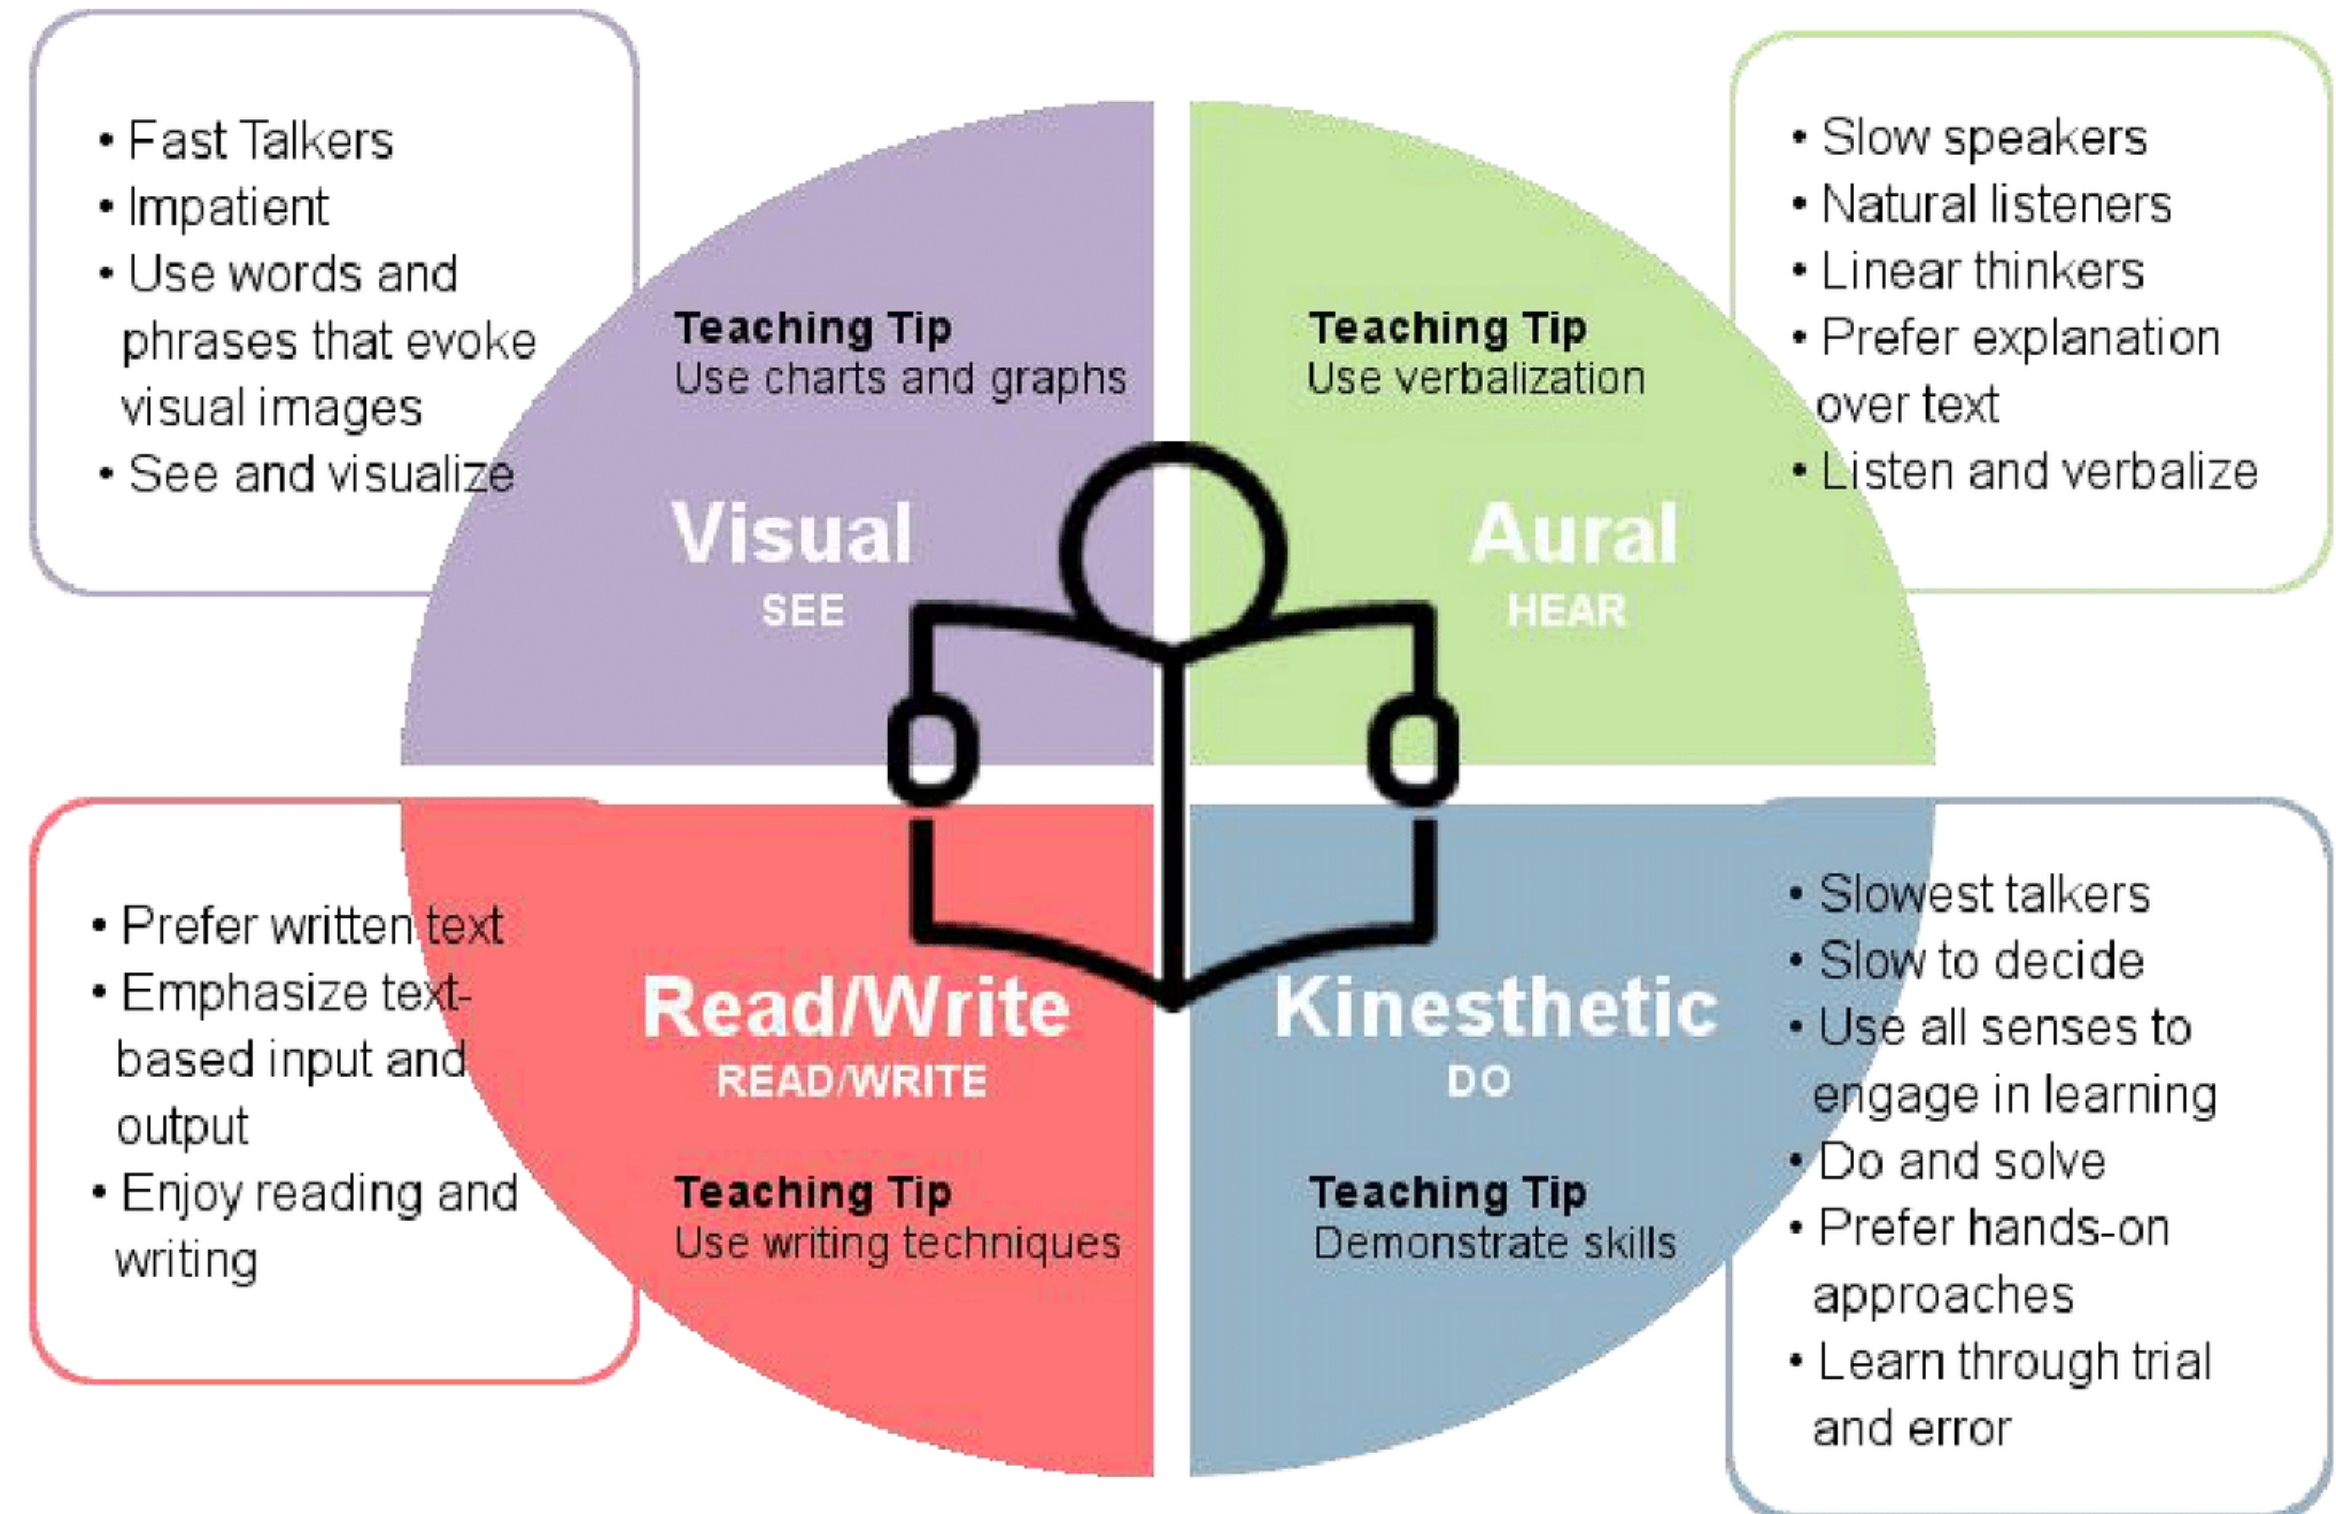 • Fast Talkers
• Impatient
• Use words and
phrases that evoke
visual images
• See and visualize
Teaching Tip
Use charts and graphs
Visual
SEE
Teaching Tip
Use verbalization
Aural
HEAR
• Slow speakers
• Natural listeners
• Linear thinkers
• Prefer explanation
over text
• Listen and verbalize
• Prefer written text
• Emphasize text-
based input and
output
• Enjoy reading and
writing
Read/Write
READ/WRITE
Teaching Tip
Use writing techniques
Kinesthetic
DO
Teaching Tip
Demonstrate skills
• Slowest talkers
• Slow to decide
• Use all senses to
engage in learning
• Do and solve
• Prefer hands-on
approaches
• Learn through trial
and error